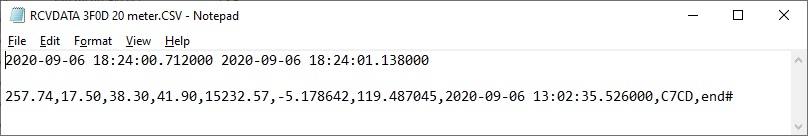 RCVDATA 3F0D 20 meter.CSV - Notepad
File Edit Format View Help
2020-09-06 18:24:00.712000 2020-09-06 18:24:01.138000
257.74,17.50,38.30,41.90,15232.57,-5.178642,119.487045,2020-09-06 13:02:35.526000,C7CD,end#